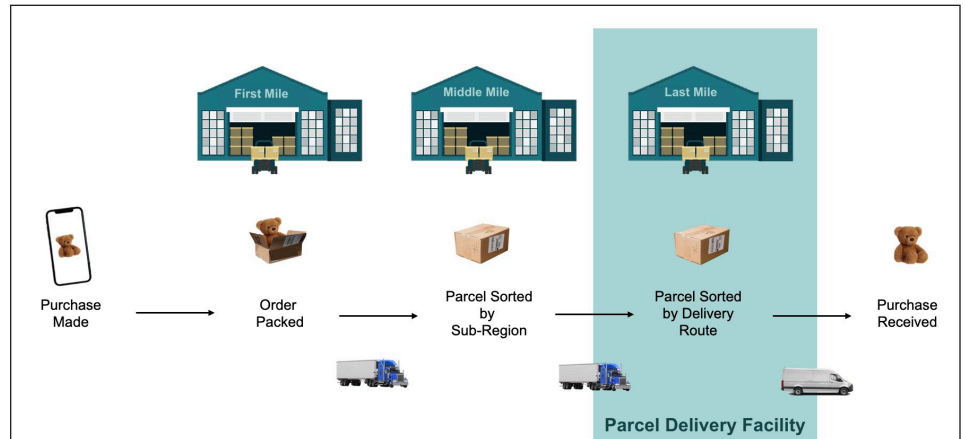 First Mile
Middle Mile
Last Mile
Purchase
Made
Order
Packed
Parcel Sorted
by
Sub-Region
Parcel Sorted
by Delivery
Route
Purchase
Received
Parcel Delivery Facility